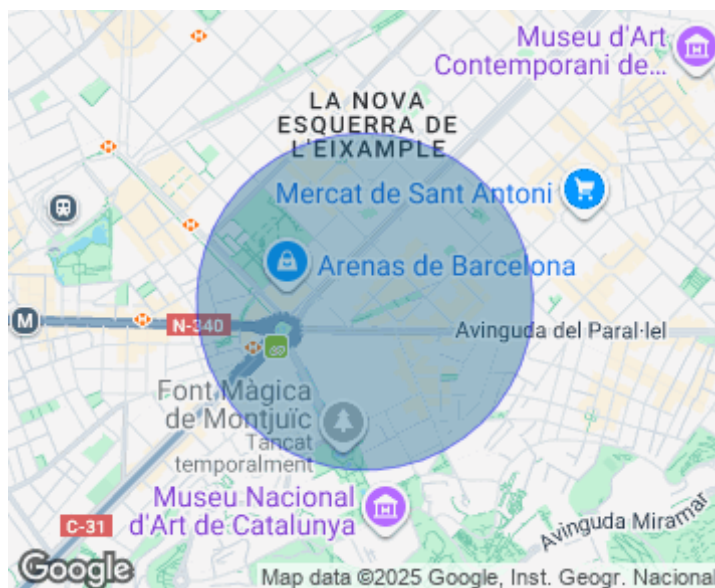 Museu d'Art
Contemporani de...
LA NOVA
ESQUERRA DE
L'EIXAMPLE
Mercat de Sant Antoni
Arenas de Barcelona
M
N-340
Avinguda del Paral·lel
Font Màgica
de Montjuïc
Tancat
temporalment
Museu Nacional
d'Art de Catalunya
C-31
Avinguda Miramar
Google
Map data ©2025 Google, Inst. Geogr. Nacional